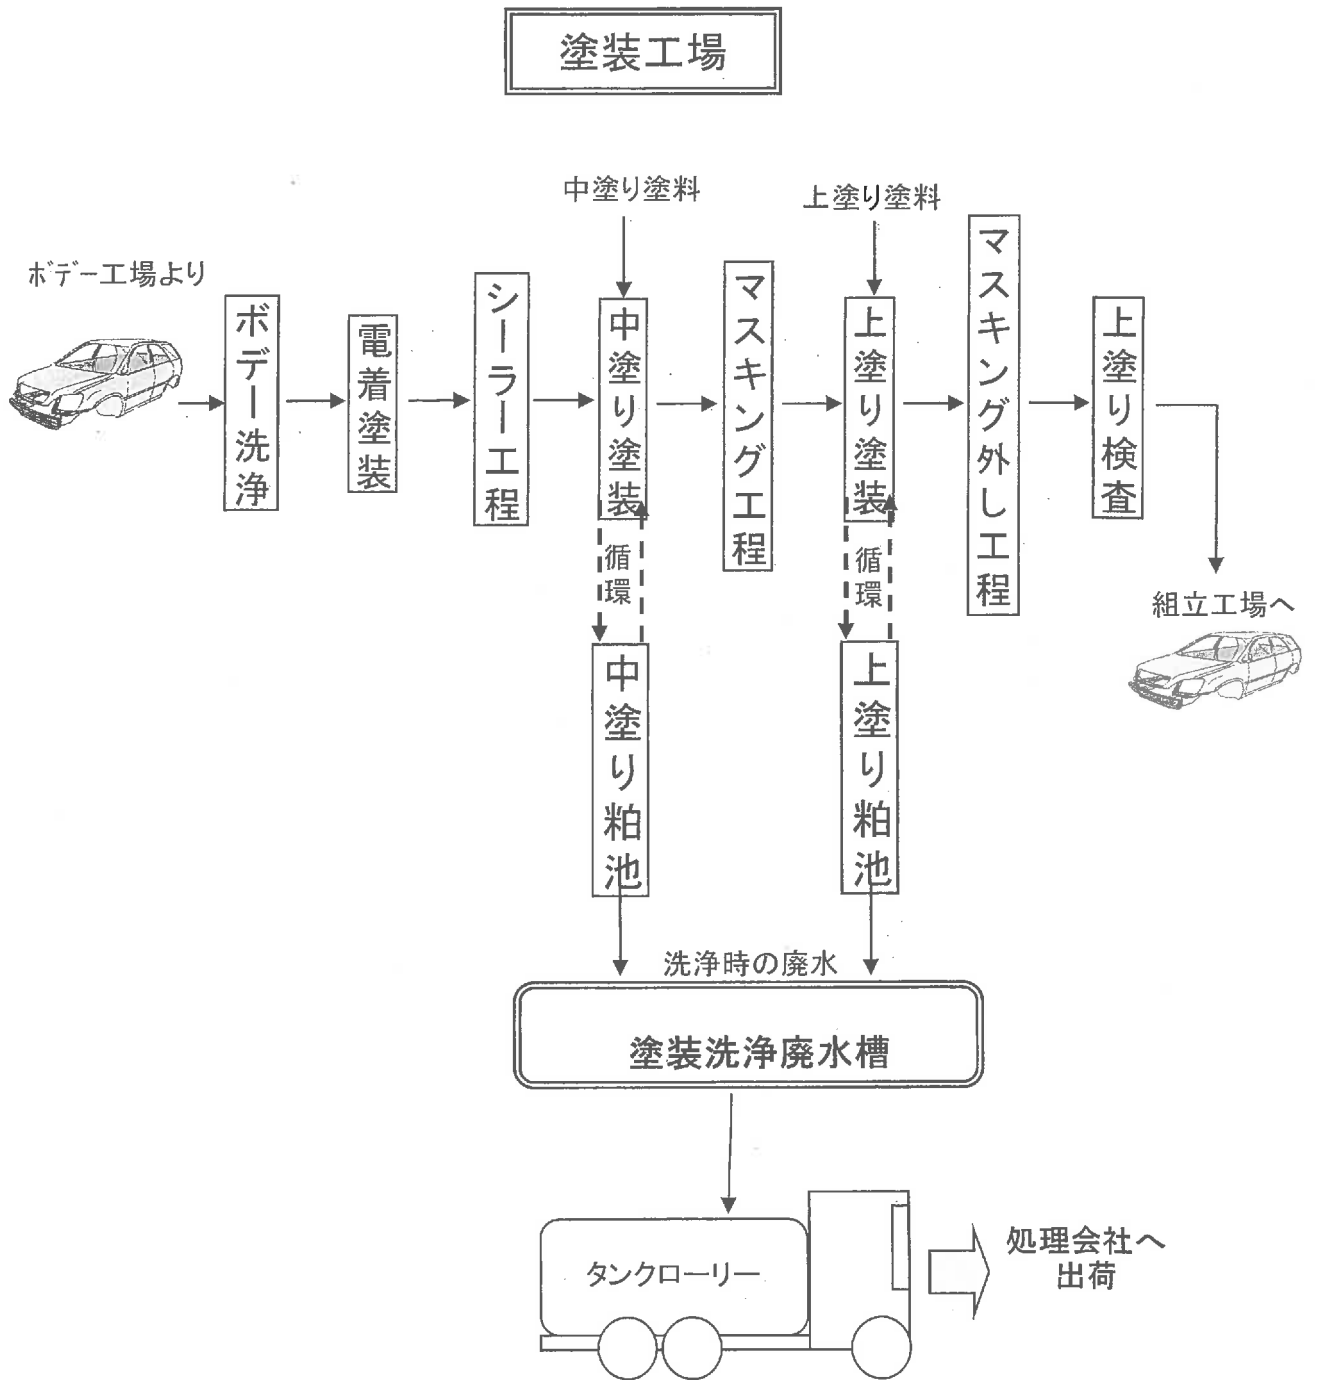 塗装工場
中塗り塗料
上塗り塗料
ボデー工場より
ボデー洗浄
電着塗装
シーラー工程
中塗り塗装
マスキング工程
上塗り塗装
マスキング外し工程
上塗り検査
循環
循環
組立工場へ
中塗り粕池
上塗り粕池
洗浄時の廃水
塗装洗浄廃水槽
タンクローリー
処理会社へ
出荷